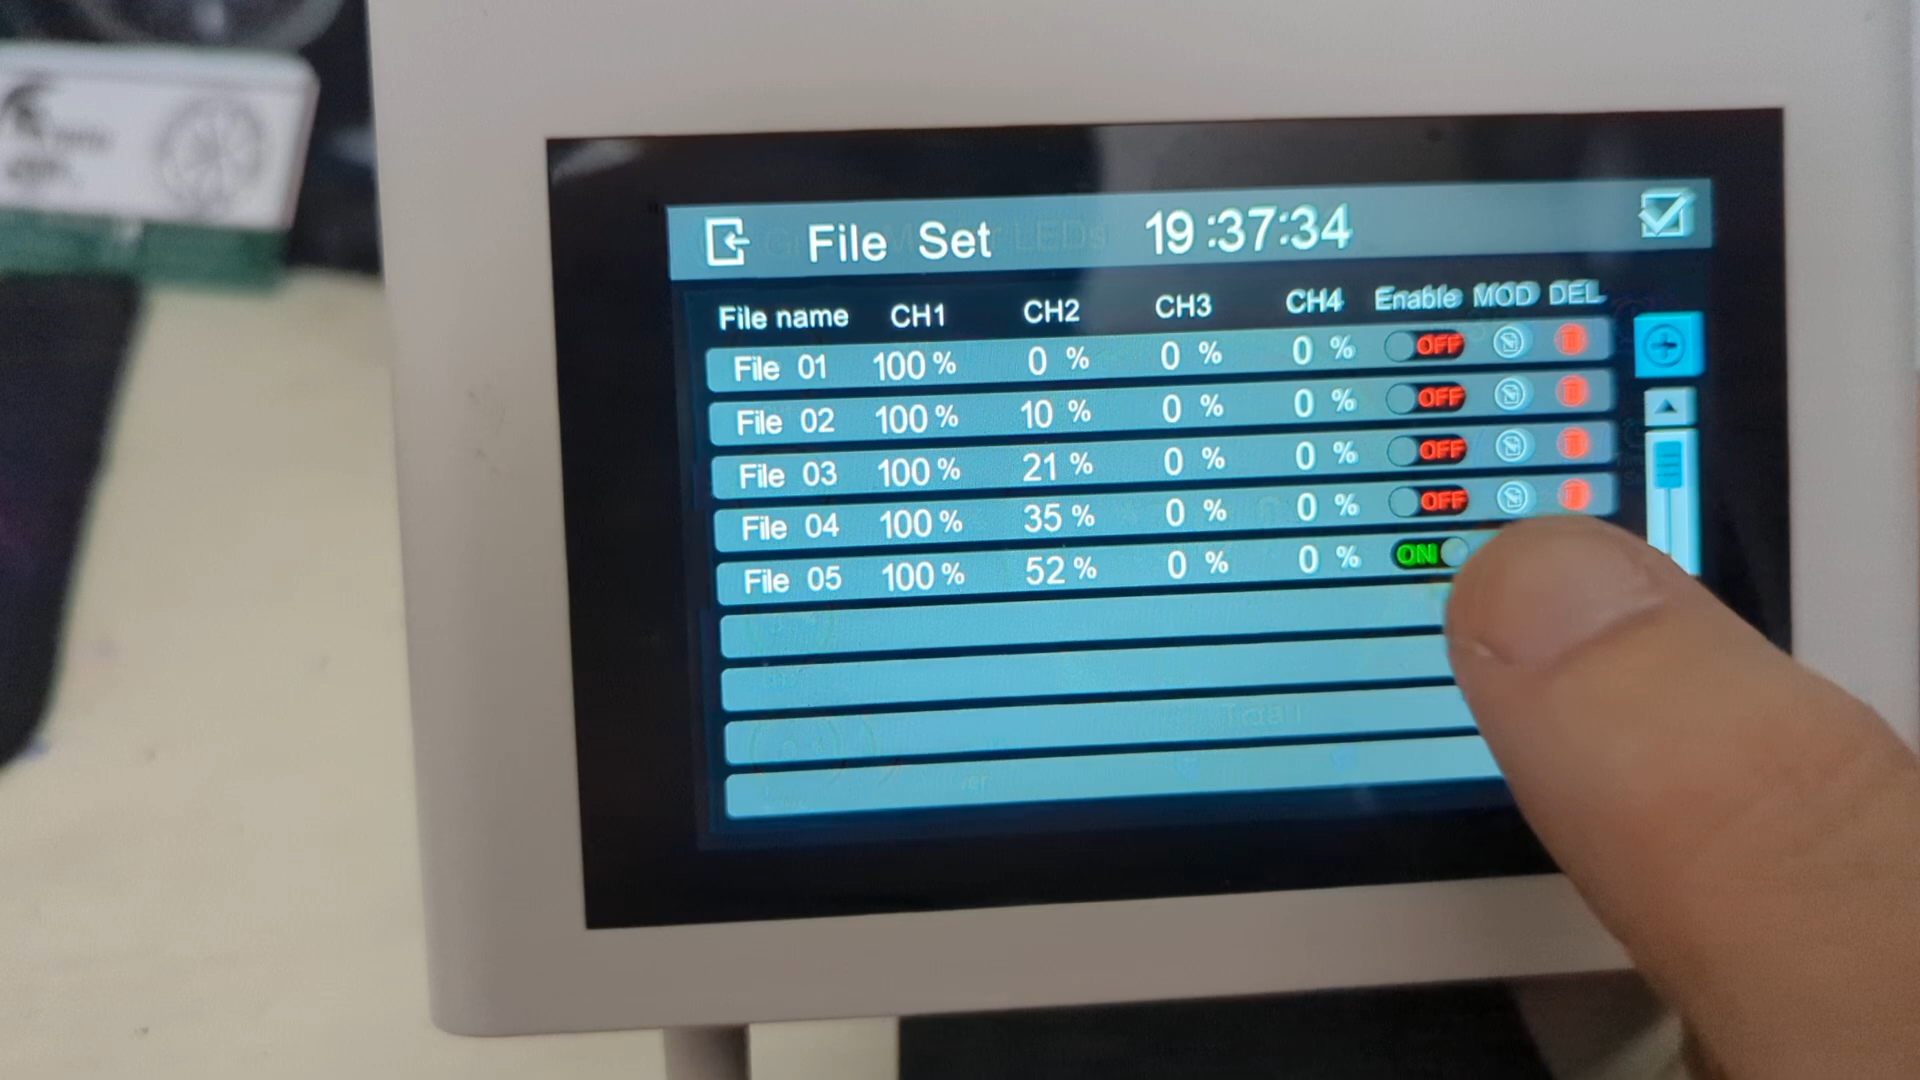 File Set 19:37:34
File name CH1 CH2 CH3 CH4 Enable MOD DEL
File 01 100 % 0 % 0 % 0 % OFF
File 02 100 % 10 % 0 % 0 % OFF
File 03 100 % 21 % 0 % 0 % OFF
File 04 100 % 35 % 0 % 0 % OFF
File 05 100 % 52 % 0 % 0 % ON